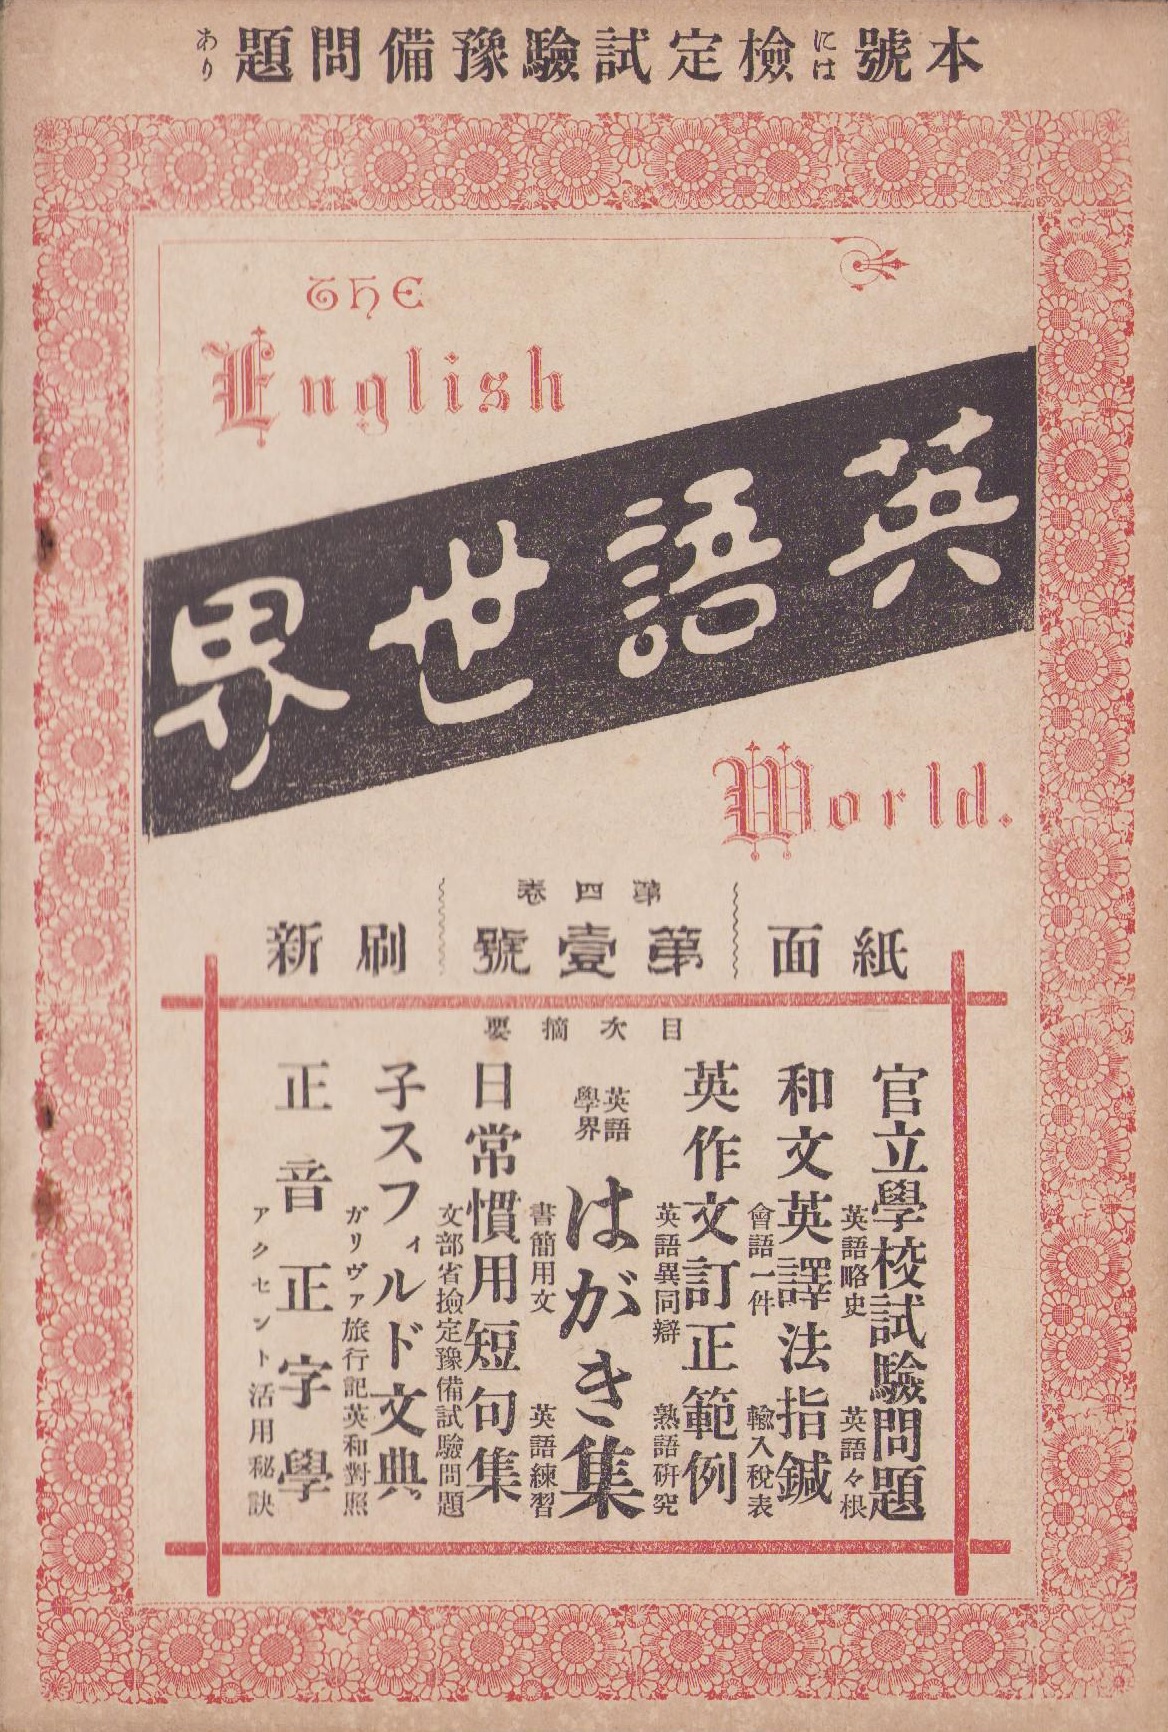 本號には檢定試驗豫備問題あり
The
English
英語世界
World.
紙面
第四卷
第壹號
刷新
目次摘要
官立學校試驗問題
英語略史
英語々根
和文英譯法指鍼
會語一件
輸入稅表
英作文訂正範例
英語異同辯
熟語研究
英語
學界
はがき集
書簡用文
英語練習
日常慣用短句集
文部省撿定豫備試驗問題
子スフィルド文典
ガリヴァ旅行記英和對照
正音正字學
アクセント活用秘訣